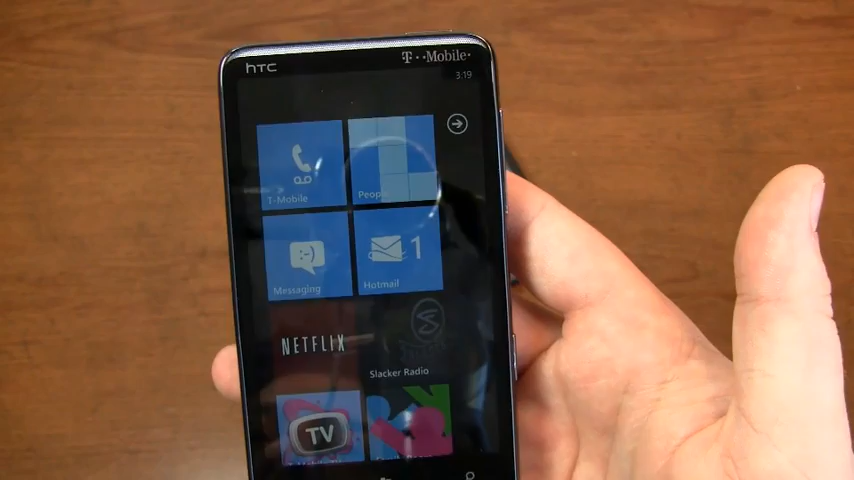 hTC
T··Mobile·
3:19
T-Mobile
People
Messaging
:-)
1
Hotmail
NETFLIX
Slacker Radio
TV